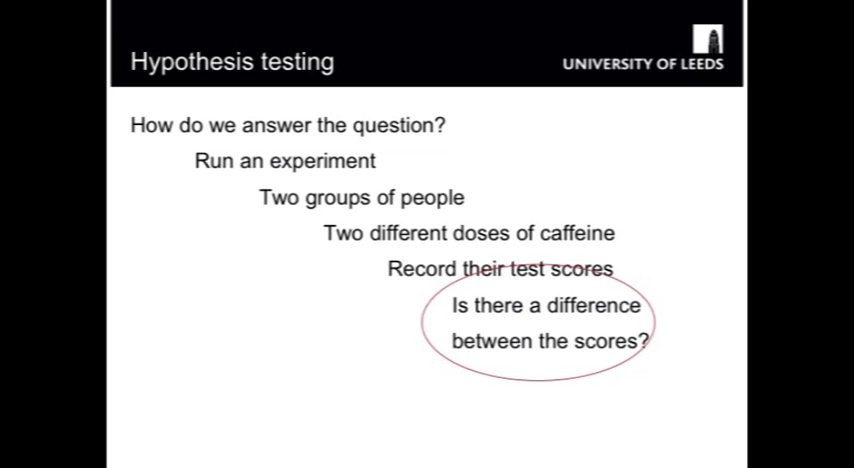 Hypothesis testing
UNIVERSITY OF LEEDS
How do we answer the question?
Run an experiment
Two groups of people
Two different doses of caffeine
Record their test scores
Is there a difference
between the scores?